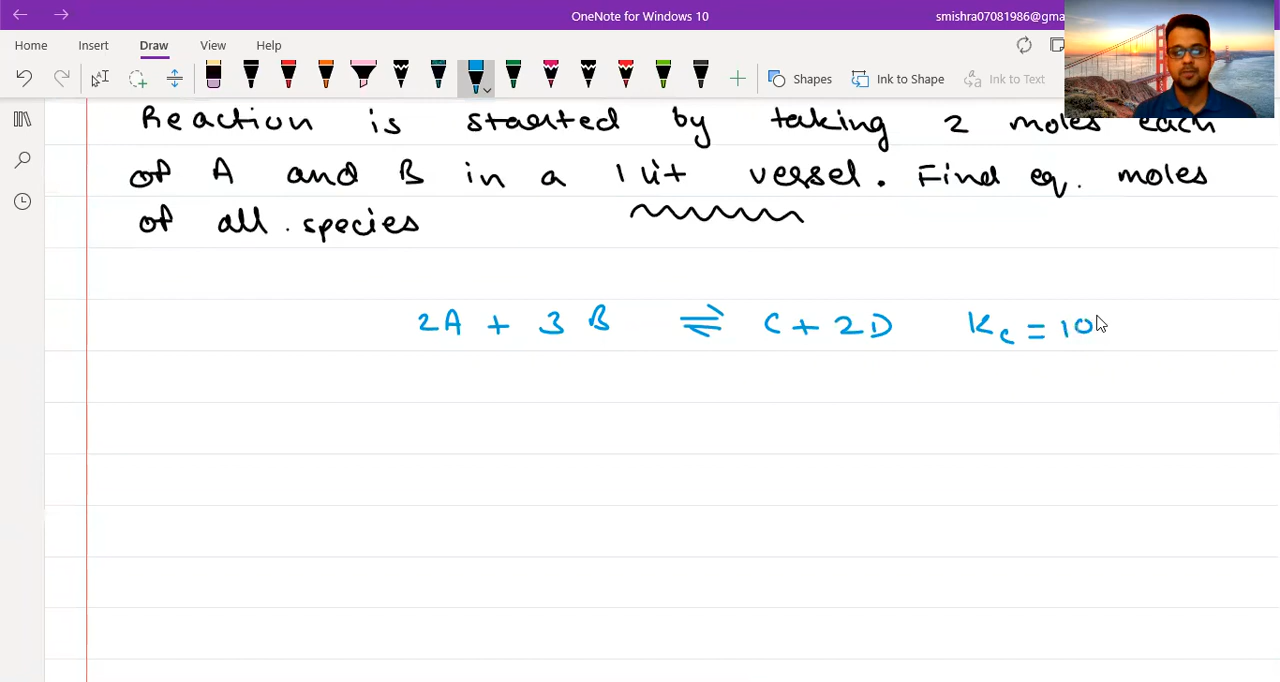 OneNote for Windows 10
smishra07081986@gma
Home Insert Draw View Help
Shapes Ink to Shape Ink to Text
Reaction is started by taking 2 moles each
of A and B in a 1 lit vessel. Find eq. moles
of all species
2A + 3B ⇌ C + 2D Kc = 10